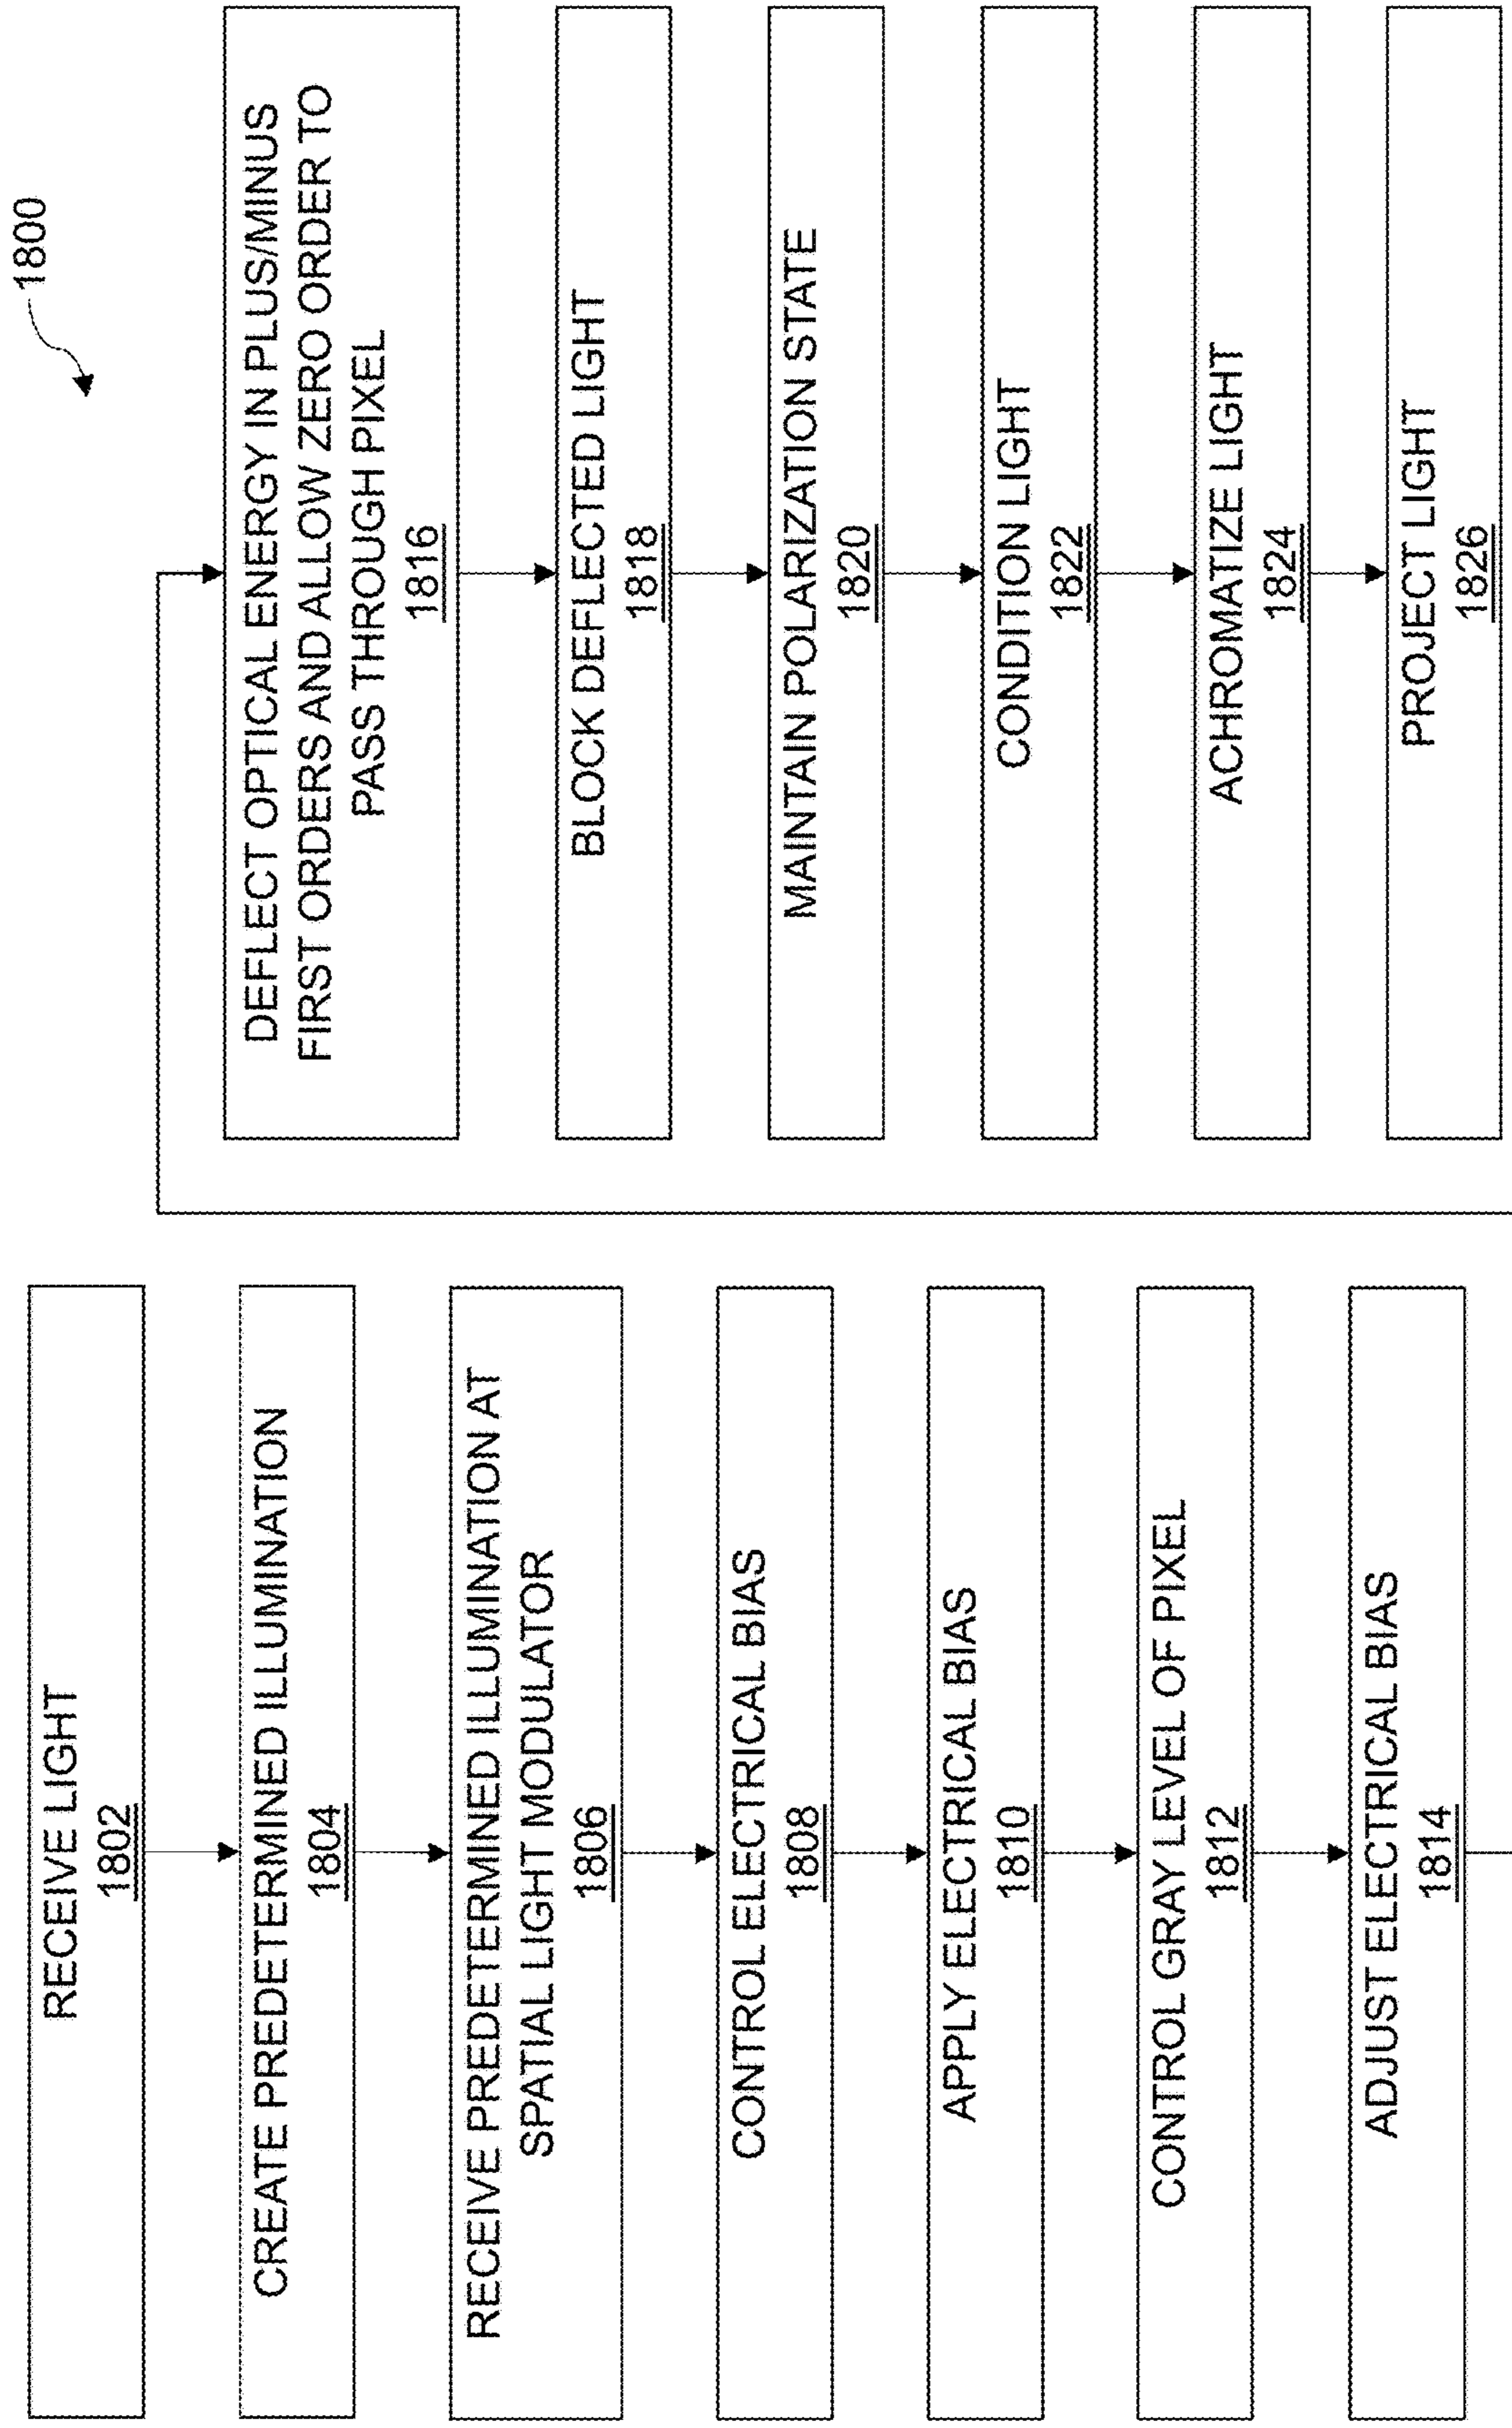 1800
RECEIVE LIGHT
1802
CREATE PREDETERMINED ILLUMINATION
1804
RECEIVE PREDETERMINED ILLUMINATION AT
SPATIAL LIGHT MODULATOR
1806
CONTROL ELECTRICAL BIAS
1808
APPLY ELECTRICAL BIAS
1810
CONTROL GRAY LEVEL OF PIXEL
1812
ADJUST ELECTRICAL BIAS
1814
DEFLECT OPTICAL ENERGY IN PLUS/MINUS
FIRST ORDERS AND ALLOW ZERO ORDER TO
PASS THROUGH PIXEL
1816
BLOCK DEFLECTED LIGHT
1818
MAINTAIN POLARIZATION STATE
1820
CONDITION LIGHT
1822
ACHROMATIZE LIGHT
1824
PROJECT LIGHT
1826